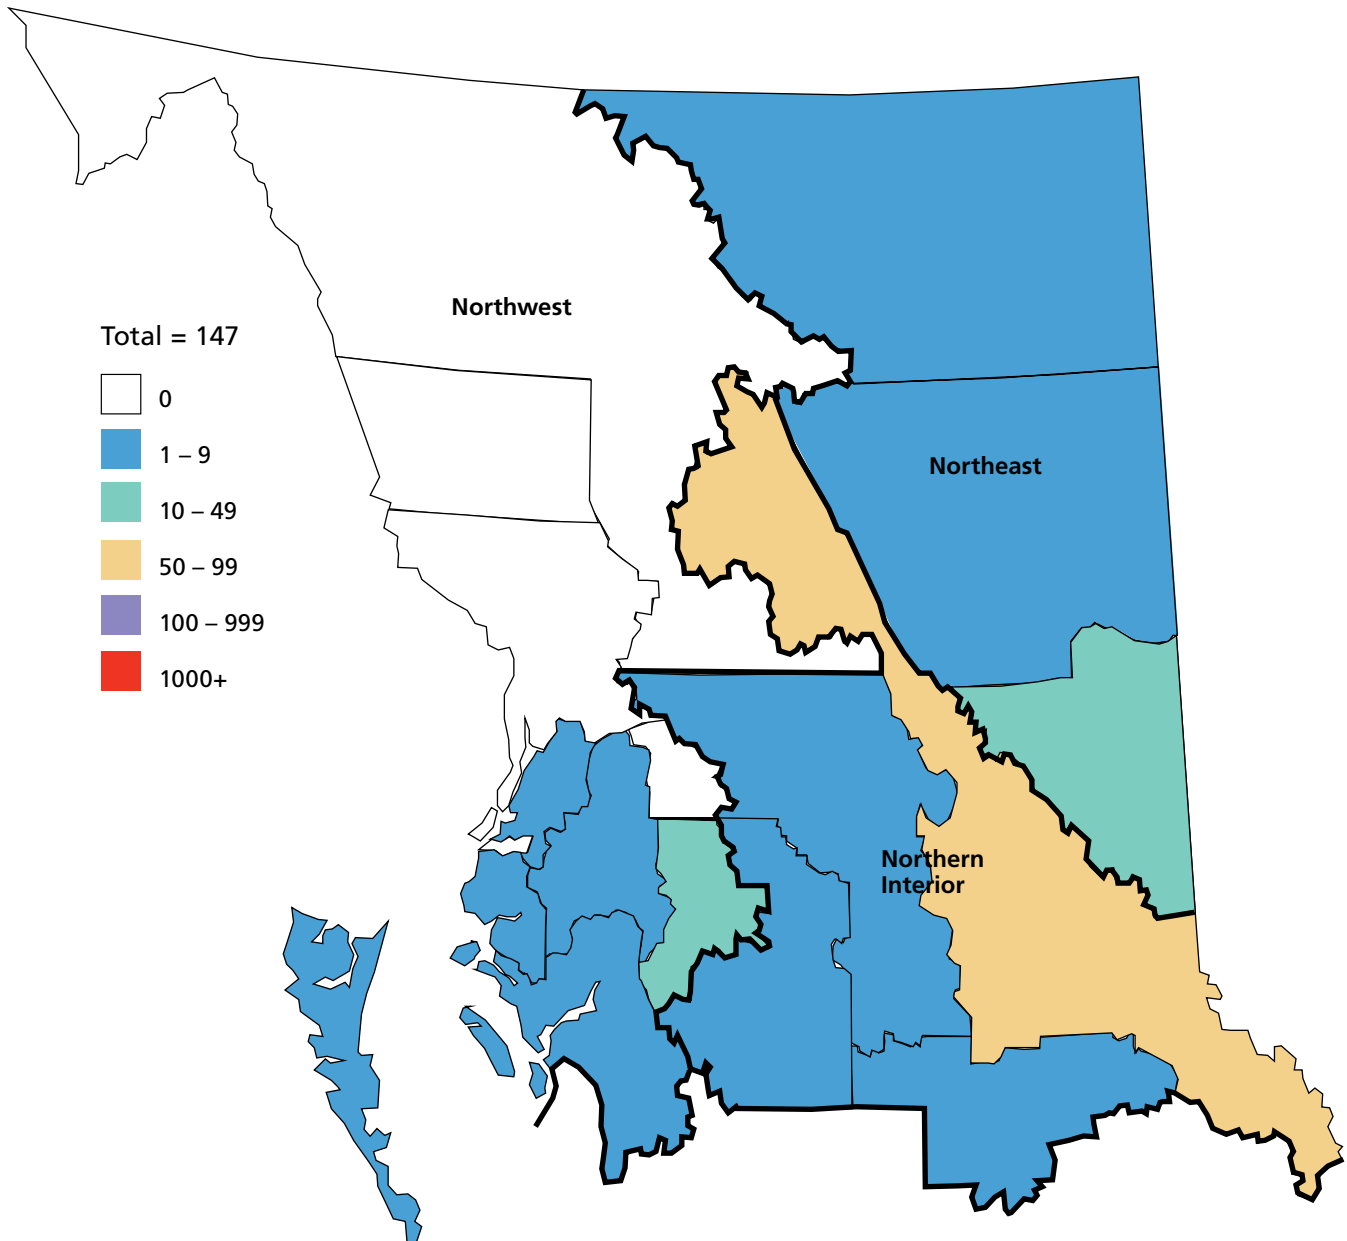 Northwest
Total = 147
0
1 – 9
10 – 49
50 – 99
100 – 999
1000+
Northeast
Northern
Interior